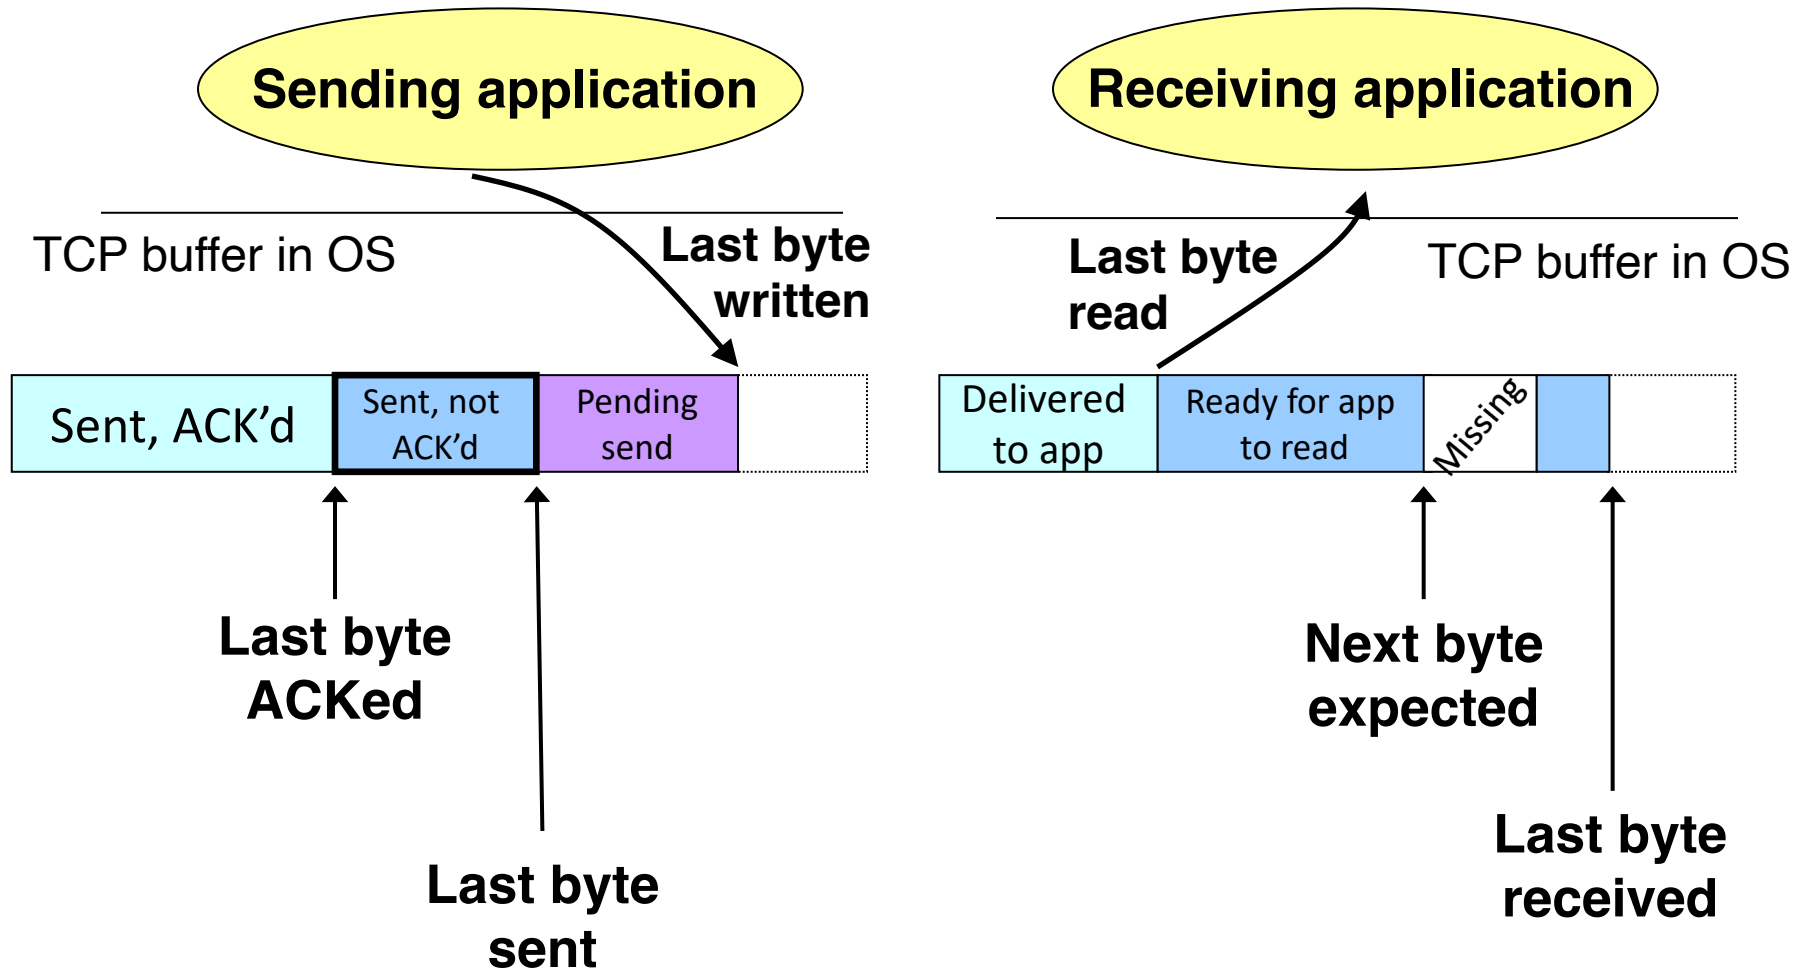 Sending application
TCP buffer in OS
Last byte
written
Sent, ACK’d
Sent, not
ACK’d
Pending
send
Last byte
ACKed
Last byte
sent
Receiving application
Last byte
read
TCP buffer in OS
Delivered
to app
Ready for app
to read
Missing
Next byte
expected
Last byte
received